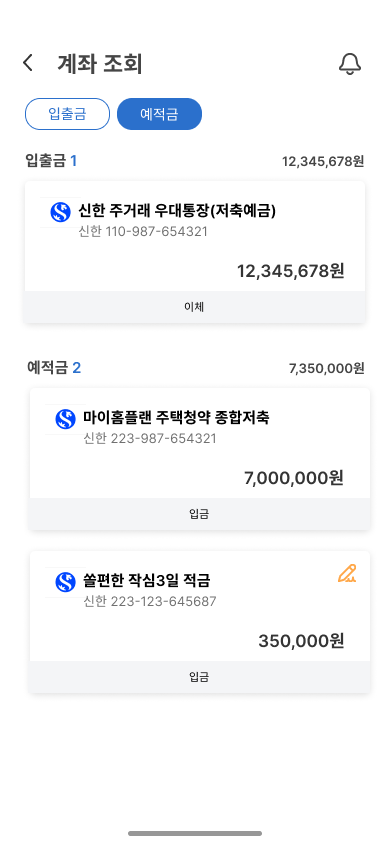 계좌 조회
입출금 예적금
입출금 1 12,345,678원
신한 주거래 우대통장(저축예금)
신한 110-987-654321
12,345,678원
이체
예적금 2 7,350,000원
마이홈플랜 주택청약 종합저축
신한 223-987-654321
7,000,000원
입금
쏠편한 작심3일 적금
신한 223-123-645687
350,000원
입금